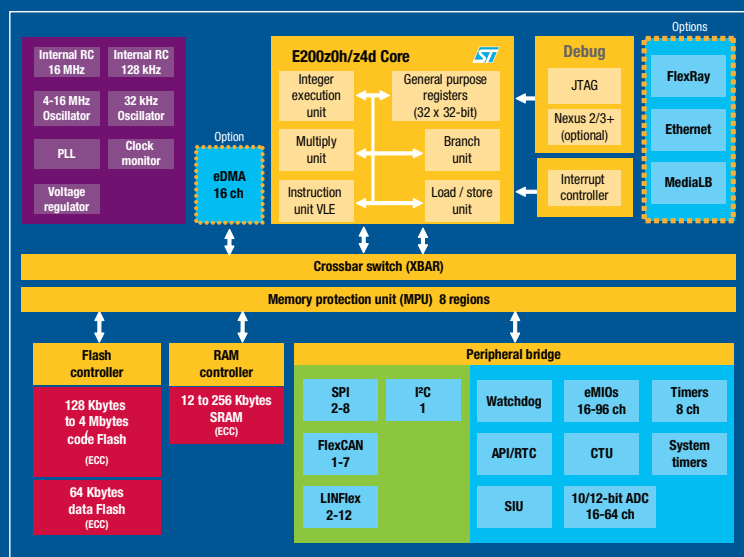 Options
Internal RC
16 MHz
Internal RC
128 kHz
4-16 MHz
Oscillator
32 kHz
Oscillator
PLL
Clock
monitor
Voltage
regulator
Option
eDMA
16 ch
E200z0h/z4d Core
ST
Integer
execution
unit
General purpose
registers
(32 x 32-bit)
Multiply
unit
Branch
unit
Instruction
unit VLE
Load / store
unit
Debug
JTAG
Nexus 2/3+
(optional)
Interrupt
controller
FlexRay
Ethernet
MediaLB
Crossbar switch (XBAR)
Memory protection unit (MPU) 8 regions
Flash
controller
128 Kbytes
to 4 Mbytes
code Flash
(ECC)
64 Kbytes
data Flash
(ECC)
RAM
controller
12 to 256 Kbytes
SRAM
(ECC)
Peripheral bridge
SPI
2-8
I²C
1
FlexCAN
1-7
LINFlex
2-12
Watchdog
eMIOs
16-96 ch
Timers
8 ch
API/RTC
CTU
System
timers
SIU
10/12-bit ADC
16-64 ch